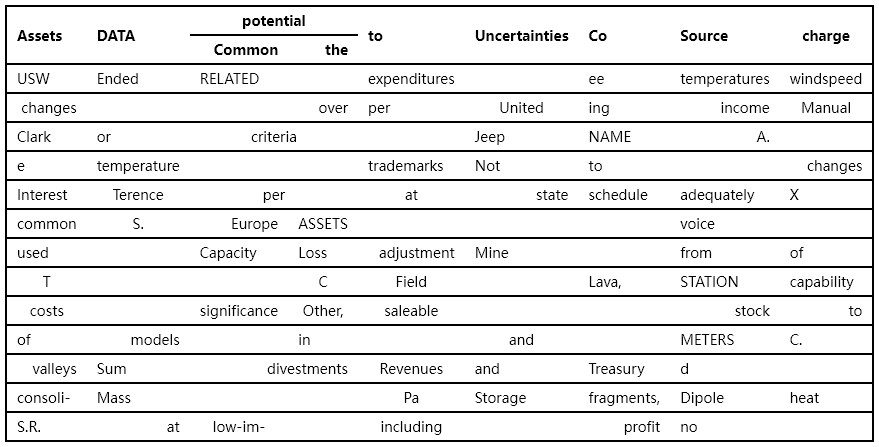 potential
Assets DATA to Uncertainties Co Source charge
Common the
USW Ended RELATED expenditures ee temperatures windspeed
changes over per United ing income Manual
Clark or criteria Jeep NAME A.
e temperature trademarks Not to changes
Interest Terence per at state schedule adequately X
common S. Europe ASSETS voice
used Capacity Loss adjustment Mine from of
T C Field Lava, STATION capability
costs significance Other, saleable stock to
of models in and METERS C.
valleys Sum divestments Revenues and Treasury d
consoli- Mass Pa Storage fragments, Dipole heat
S.R. at low-im- including profit no